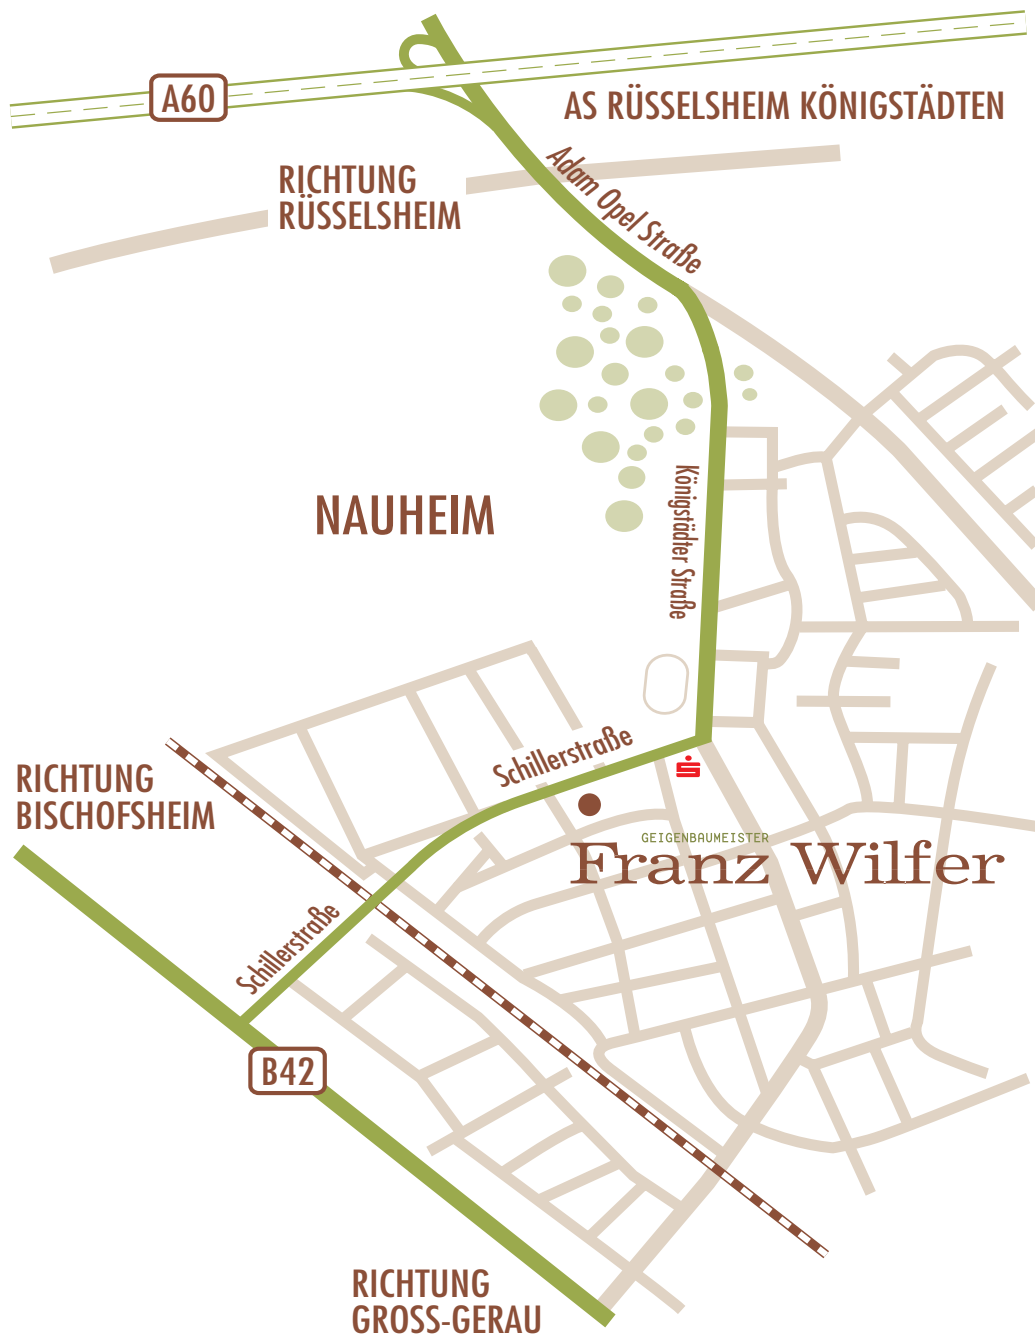 A60
AS RÜSSELSHEIM KÖNIGSTÄDTEN
Adam Opel Straße
RICHTUNG
RÜSSELSHEIM
NAUHEIM
Königstädter Straße
Schillerstraße
RICHTUNG
BISCHOFSHEIM
GEIGENBAUMEISTER
Franz Wilfer
Schillerstraße
B42
RICHTUNG
GROSS-GERAU